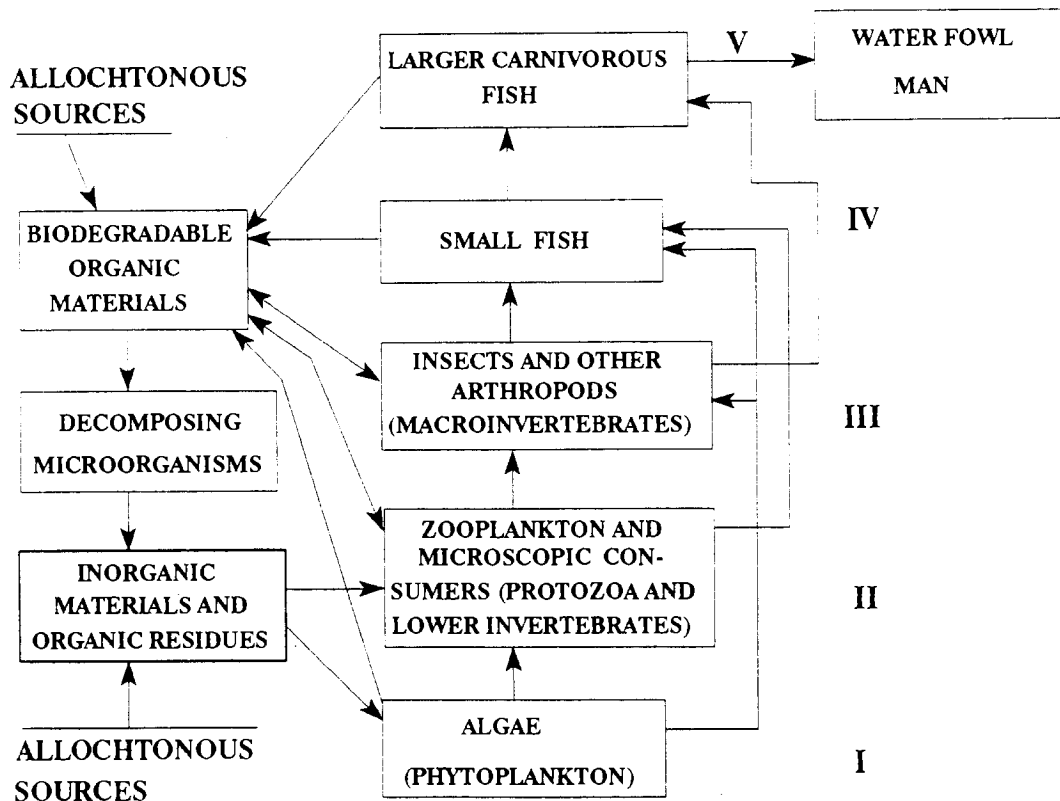 ALLOCHTONOUS
SOURCES
LARGER CARNIVOROUS
FISH
V
WATER FOWL
MAN
BIODEGRADABLE
ORGANIC
MATERIALS
SMALL FISH
IV
INSECTS AND OTHER
ARTHROPODS
(MACROINVERTEBRATES)
III
DECOMPOSING
MICROORGANISMS
ZOOPLANKTON AND
MICROSCOPIC CON-
SUMERS (PROTOZOA AND
LOWER INVERTEBRATES)
II
INORGANIC
MATERIALS AND
ORGANIC RESIDUES
ALGAE
(PHYTOPLANKTON)
I
ALLOCHTONOUS
SOURCES